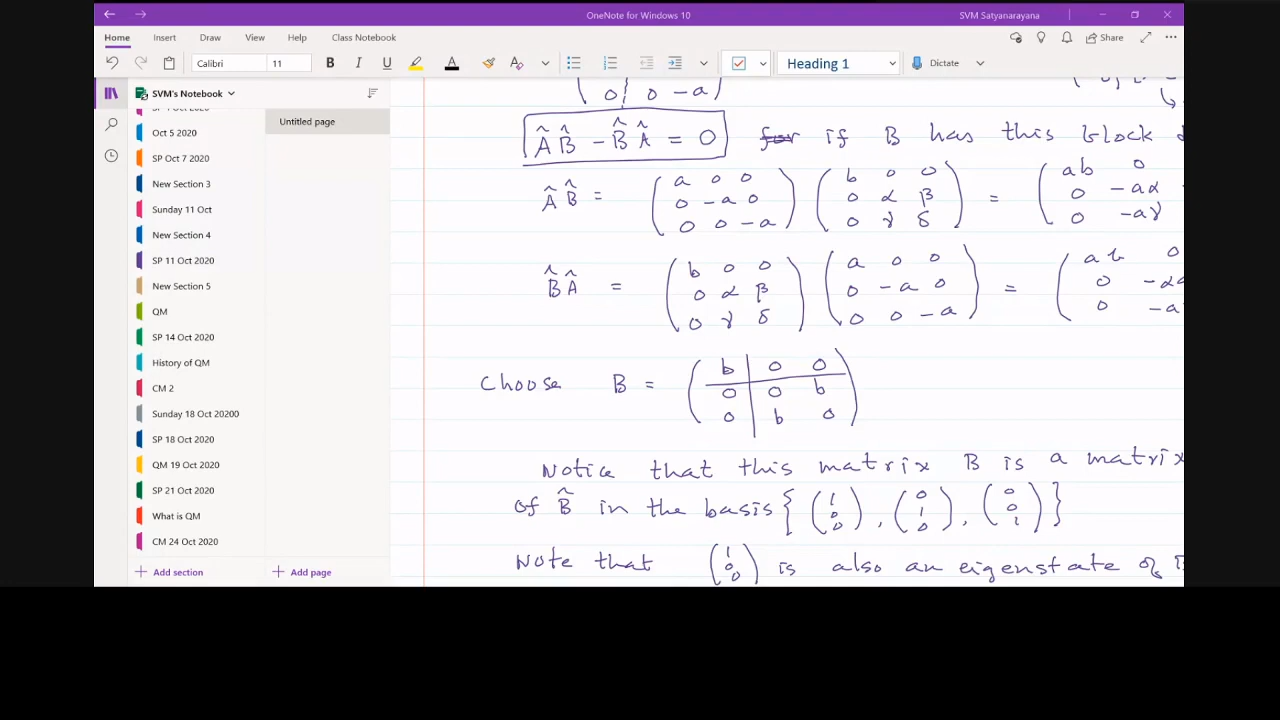 OneNote for Windows 10
SVM Satyanarayana
Home Insert Draw View Help Class Notebook
Share
Calibri 11 B I U A Heading 1 Dictate
SVM's Notebook
Untitled page
Oct 5 2020
SP Oct 7 2020
New Section 3
Sunday 11 Oct
New Section 4
SP 11 Oct 2020
New Section 5
QM
SP 14 Oct 2020
History of QM
CM 2
Sunday 18 Oct 20200
SP 18 Oct 2020
QM 19 Oct 2020
SP 21 Oct 2020
What is QM
CM 24 Oct 2020
+ Add section
+ Add page
0 | 0 -a
Â B̂ - B̂ Â = 0 for if B has this block
Â B̂ = (a 0 0 (b 0 0 = (ab 0
0 -a 0 0 α β 0 -aα
0 0 -a) 0 γ δ) 0 -aγ
B̂ Â = (b 0 0 (a 0 0 = (ab 0
0 α β 0 -a 0 0 -αa
0 γ δ) 0 0 -a) 0 -a
Choose B = (b | 0 0
0 | 0 b
0 | b 0)
Notice that this matrix B is a matrix
of B̂ in the basis { (1 0 0), (0 1 0), (0 0 1) }
Note that (1 0 0) is also an eigenstate of